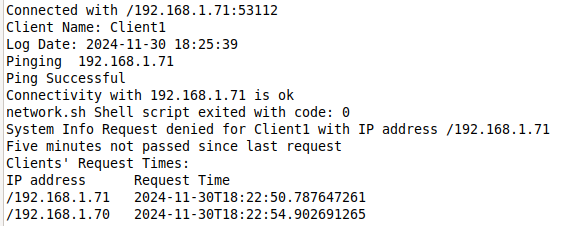 Connected with /192.168.1.71:53112
Client Name: Client1
Log Date: 2024-11-30 18:25:39
Pinging  192.168.1.71
Ping Successful
Connectivity with 192.168.1.71 is ok
network.sh Shell script exited with code: 0
System Info Request denied for Client1 with IP address /192.168.1.71
Five minutes not passed since last request
Clients' Request Times:
IP address      Request Time
/192.168.1.71   2024-11-30T18:22:50.787647261
/192.168.1.70   2024-11-30T18:22:54.902691265